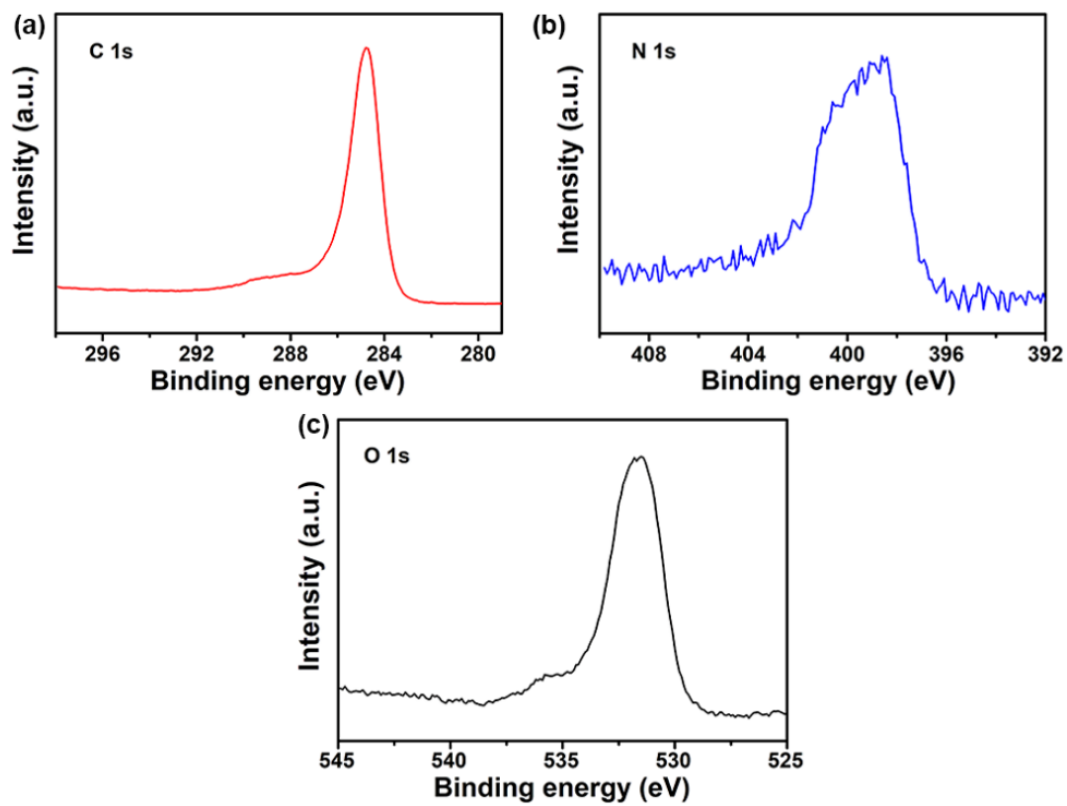 (a)
C 1s
Intensity (a.u.)
296 292 288 284 280
Binding energy (eV)
(b)
N 1s
Intensity (a.u.)
408 404 400 396 392
Binding energy (eV)
(c)
O 1s
Intensity (a.u.)
545 540 535 530 525
Binding energy (eV)